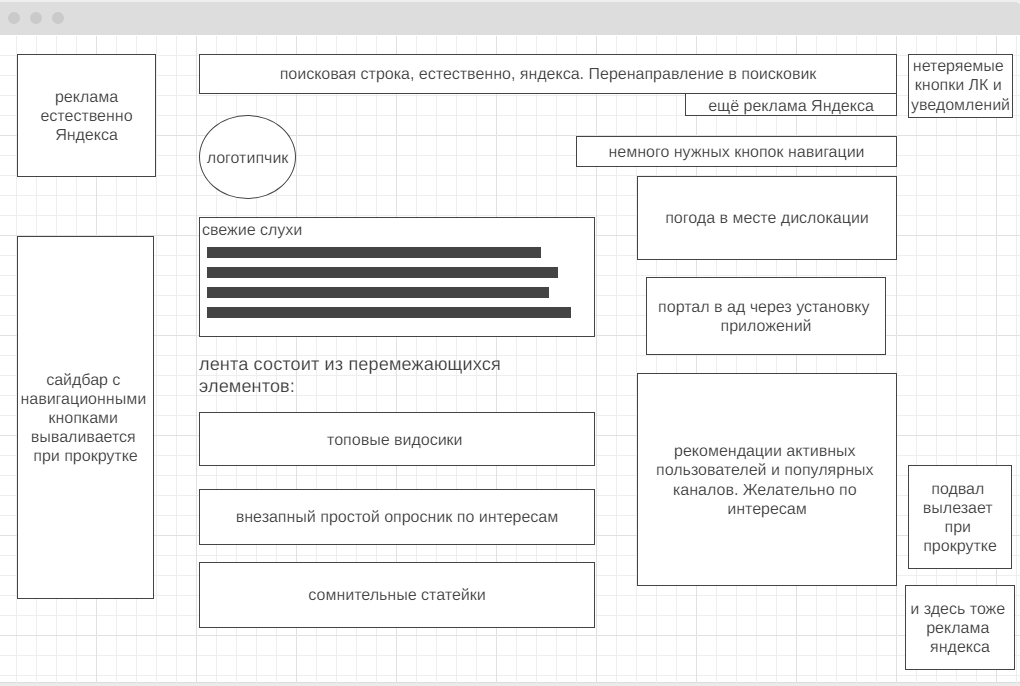 реклама
естественно
Яндекса
поисковая строка, естественно, яндекса. Перенаправление в поисковик
ещё реклама Яндекса
нетеряемые
кнопки ЛК и
уведомлений
логотипчик
немного нужных кнопок навигации
погода в месте дислокации
свежие слухи
портал в ад через установку
приложений
лента состоит из перемежающихся
элементов:
сайдбар с
навигационными
кнопками
вываливается
при прокрутке
топовые видосики
внезапный простой опросник по интересам
сомнительные статейки
рекомендации активных
пользователей и популярных
каналов. Желательно по
интересам
подвал
вылезает
при
прокрутке
и здесь тоже
реклама
яндекса